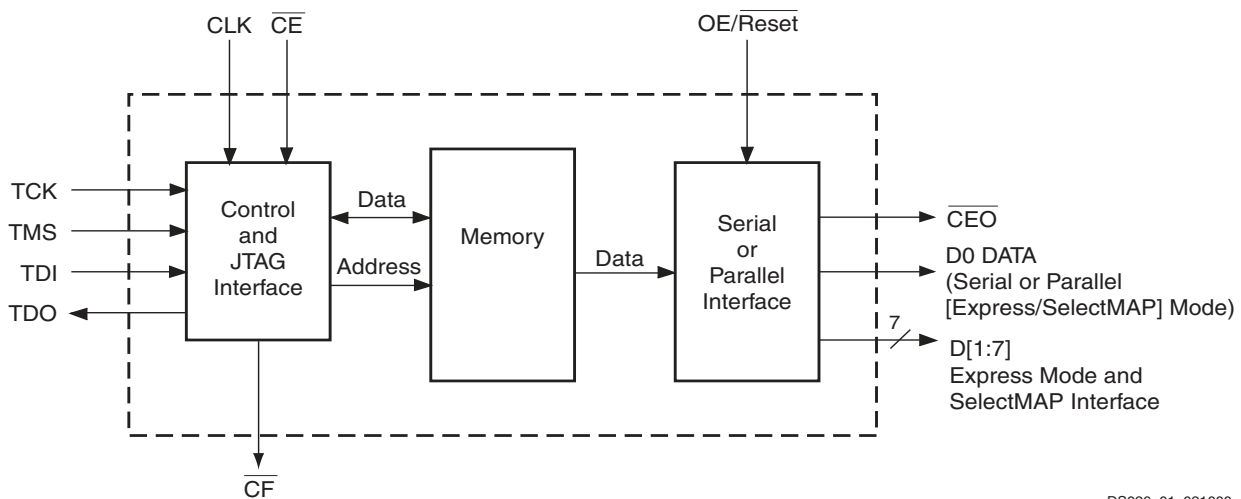 CLK
CE
OE/Reset
TCK
TMS
TDI
TDO
Control
and
JTAG
Interface
Data
Address
Memory
Data
Serial
or
Parallel
Interface
CEO
D0 DATA
(Serial or Parallel
[Express/SelectMAP] Mode)
7
D[1:7]
Express Mode and
SelectMAP Interface
CF